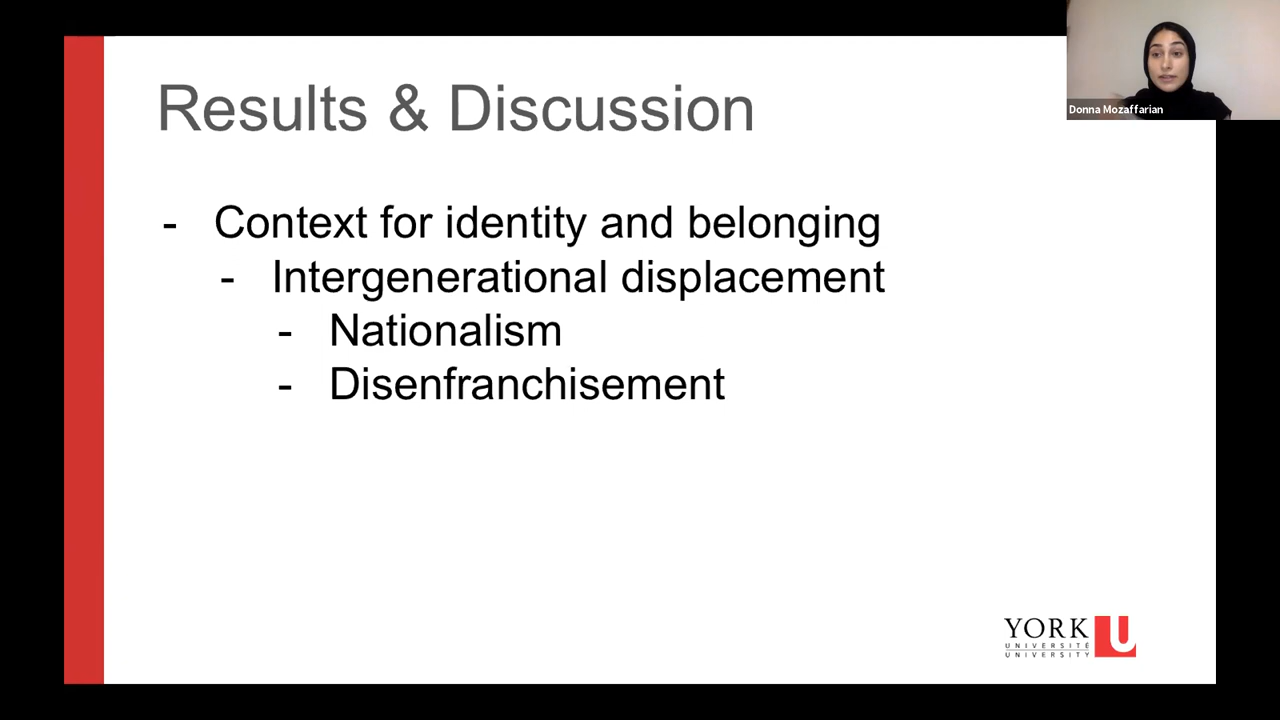 Results & Discussion
Donna Mozaffarian
- Context for identity and belonging
- Intergenerational displacement
- Nationalism
- Disenfranchisement
YORK U
UNIVERSITÉ
UNIVERSITY